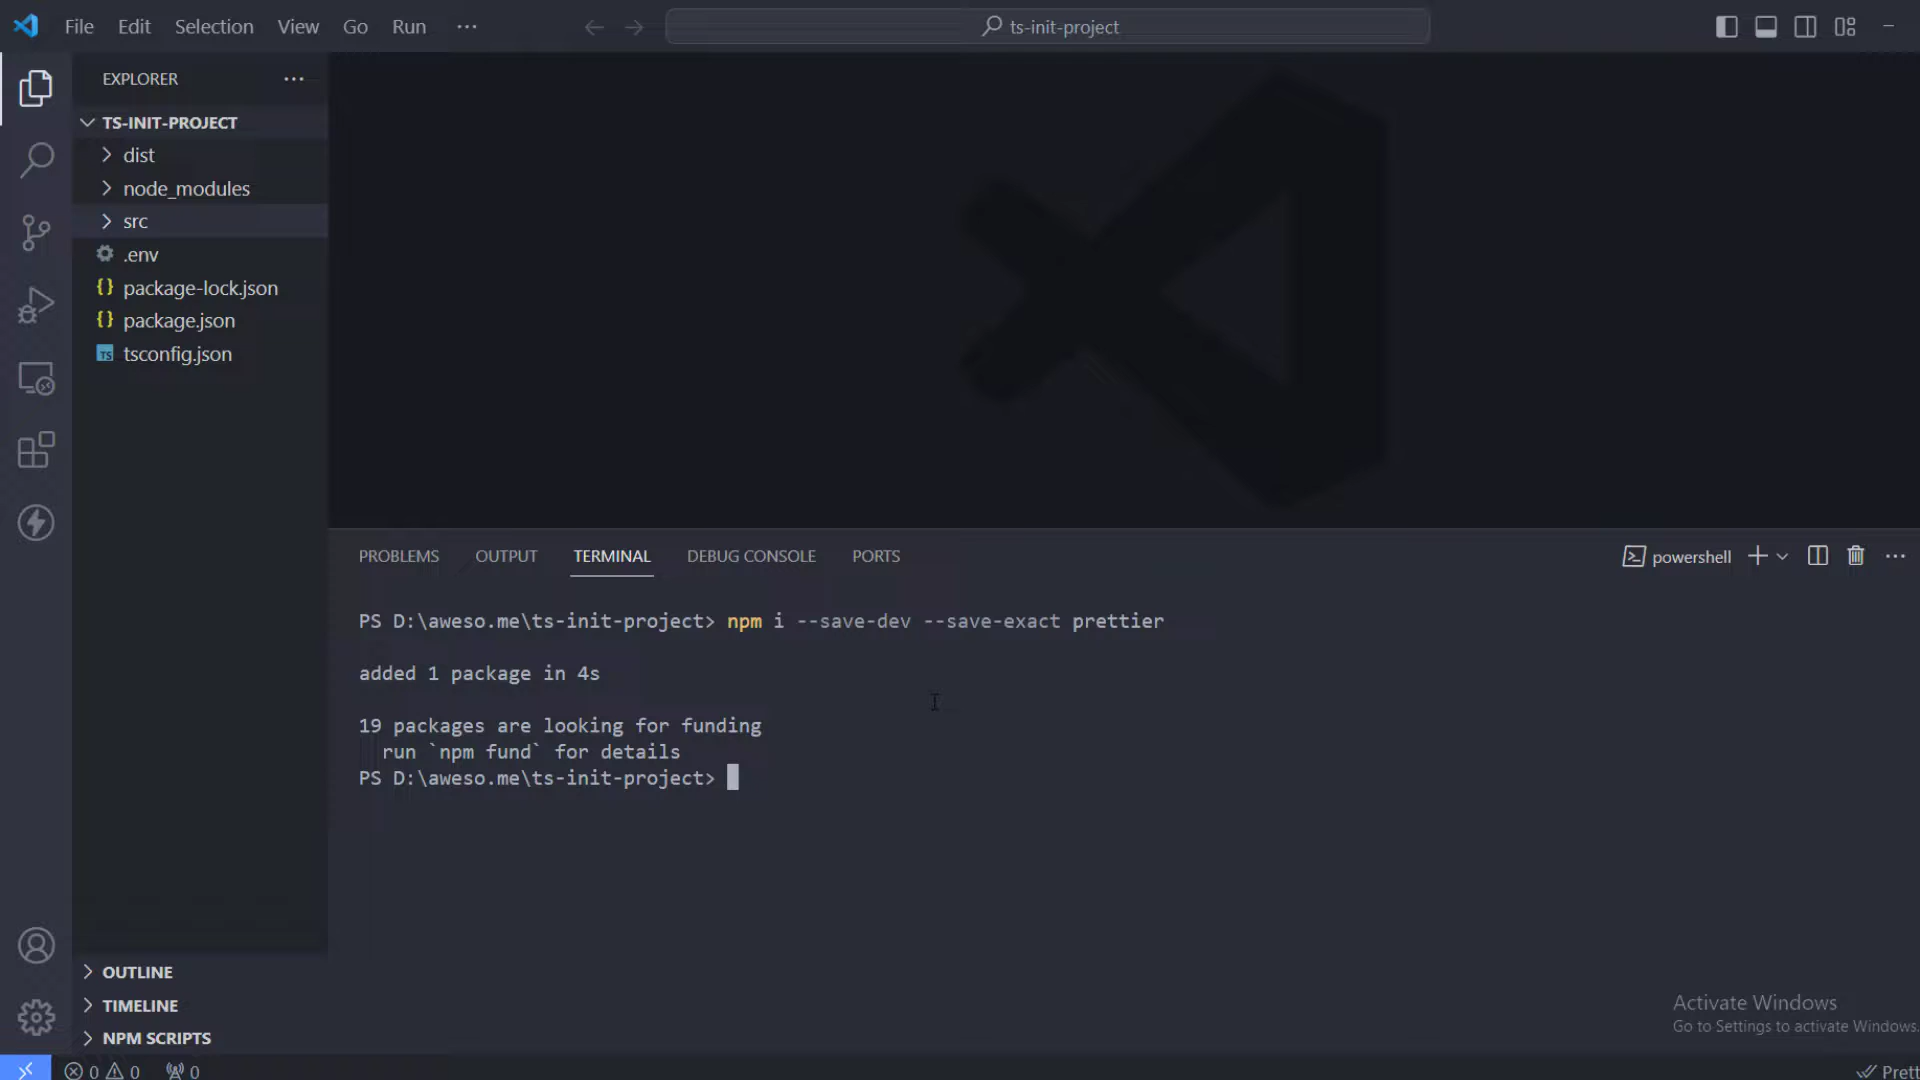 File Edit Selection View Go Run ···
ts-init-project
EXPLORER
TS-INIT-PROJECT
dist
node_modules
src
.env
package-lock.json
package.json
TS tsconfig.json
OUTLINE
TIMELINE
NPM SCRIPTS
PROBLEMS OUTPUT TERMINAL DEBUG CONSOLE PORTS
powershell
PS D:\aweso.me\ts-init-project> npm i --save-dev --save-exact prettier
added 1 package in 4s
19 packages are looking for funding
run `npm fund` for details
PS D:\aweso.me\ts-init-project>
Activate Windows
Go to Settings to activate Windows.
0 0 0
Prett